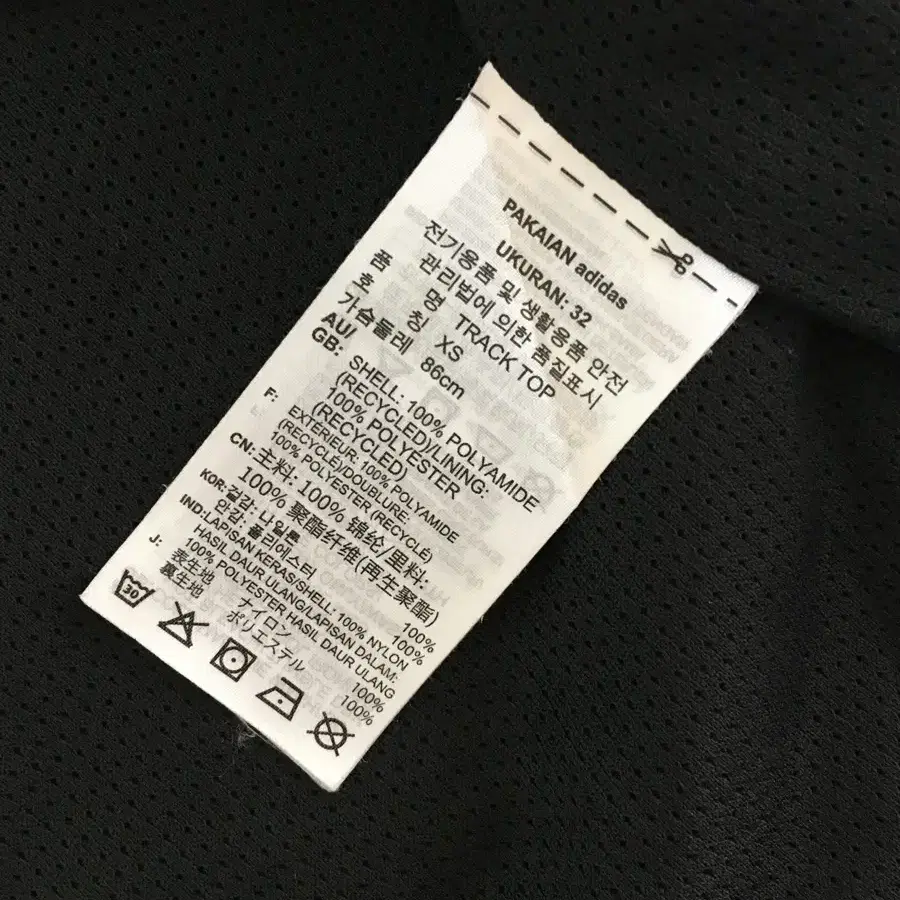 PAKAIAN adidas
UKURAN: 32
전기용품 및 생활용품 안전
관리법에 의한 품질표시
품 명 TRACK TOP
호 칭 XS
가슴둘레 86cm
AU/
GB: SHELL: 100% POLYAMIDE
(RECYCLED)/LINING:
100% POLYESTER
(RECYCLED)
F: EXTÉRIEUR: 100% POLYAMIDE
(RECYCLÉ)/DOUBLURE:
100% POLYESTER (RECYCLÉ)
CN: 主料: 100% 锦纶/里料:
100% 聚酯纤维(再生聚酯)
KOR: 겉감: 나일론 100%
안감: 폴리에스터 100%
IND: LAPISAN KERAS/SHELL: 100% NYLON
HASIL DAUR ULANG/LAPISAN DALAM:
100% POLYESTER HASIL DAUR ULANG
J: 表生地 ナイロン 100%
裏生地 ポリエステル 100%
30